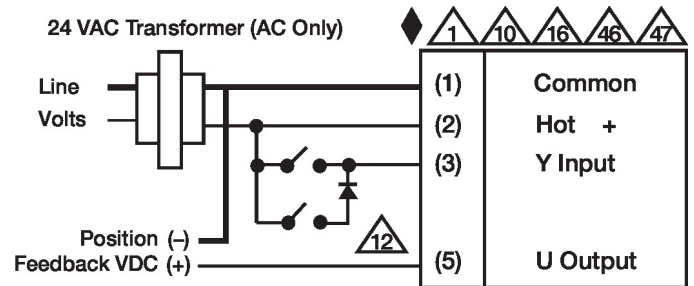 24 VAC Transformer (AC Only)
1 10 16 46 47
Line
Volts
(1) Common
(2) Hot +
(3) Y Input
12
Position (–)
Feedback VDC (+)
(5) U Output